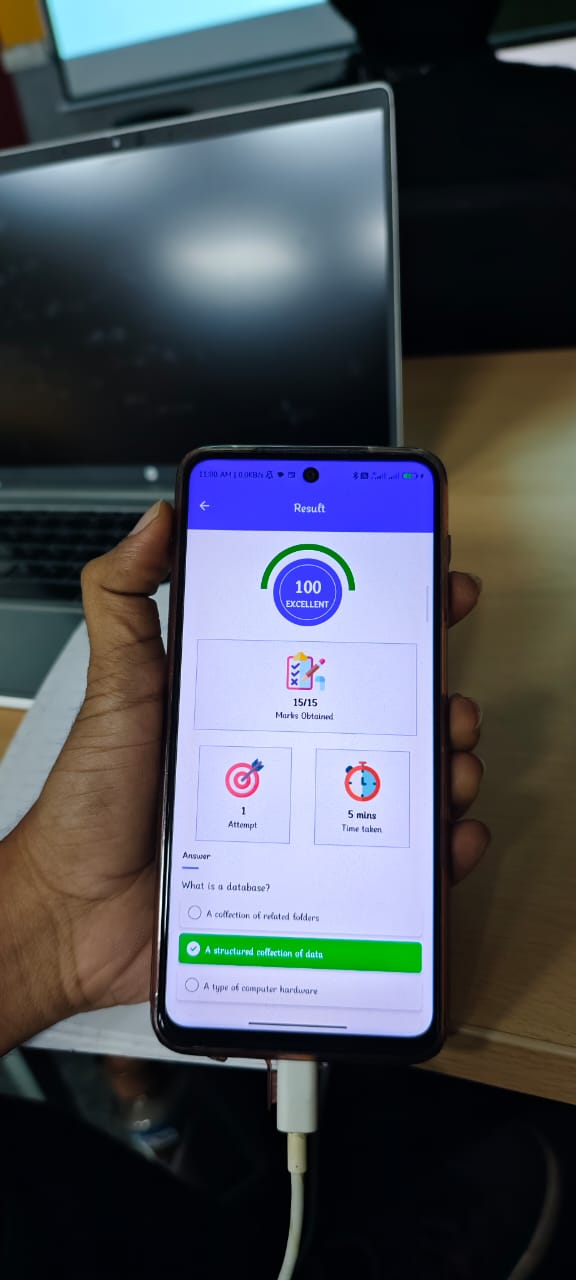 11:00 AM | 0.0KB/s
Result
100
EXCELLENT
15/15
Marks Obtained
1
Attempt
5 mins
Time taken
Answer
What is a database?
A collection of related folders
A structured collection of data
A type of computer hardware